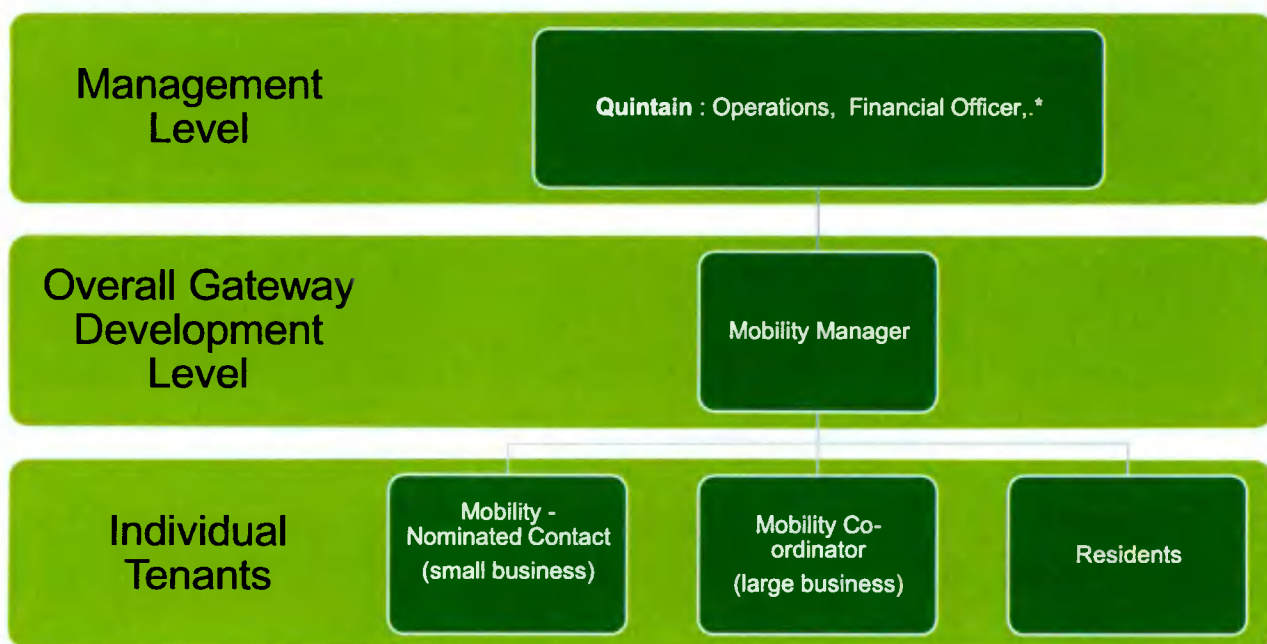 Management
Level
Quintain : Operations, Financial Officer,.*
Overall Gateway
Development
Level
Mobility Manager
Individual
Tenants
Mobility -
Nominated Contact
(small business)
Mobility Co-
ordinator
(large business)
Residents